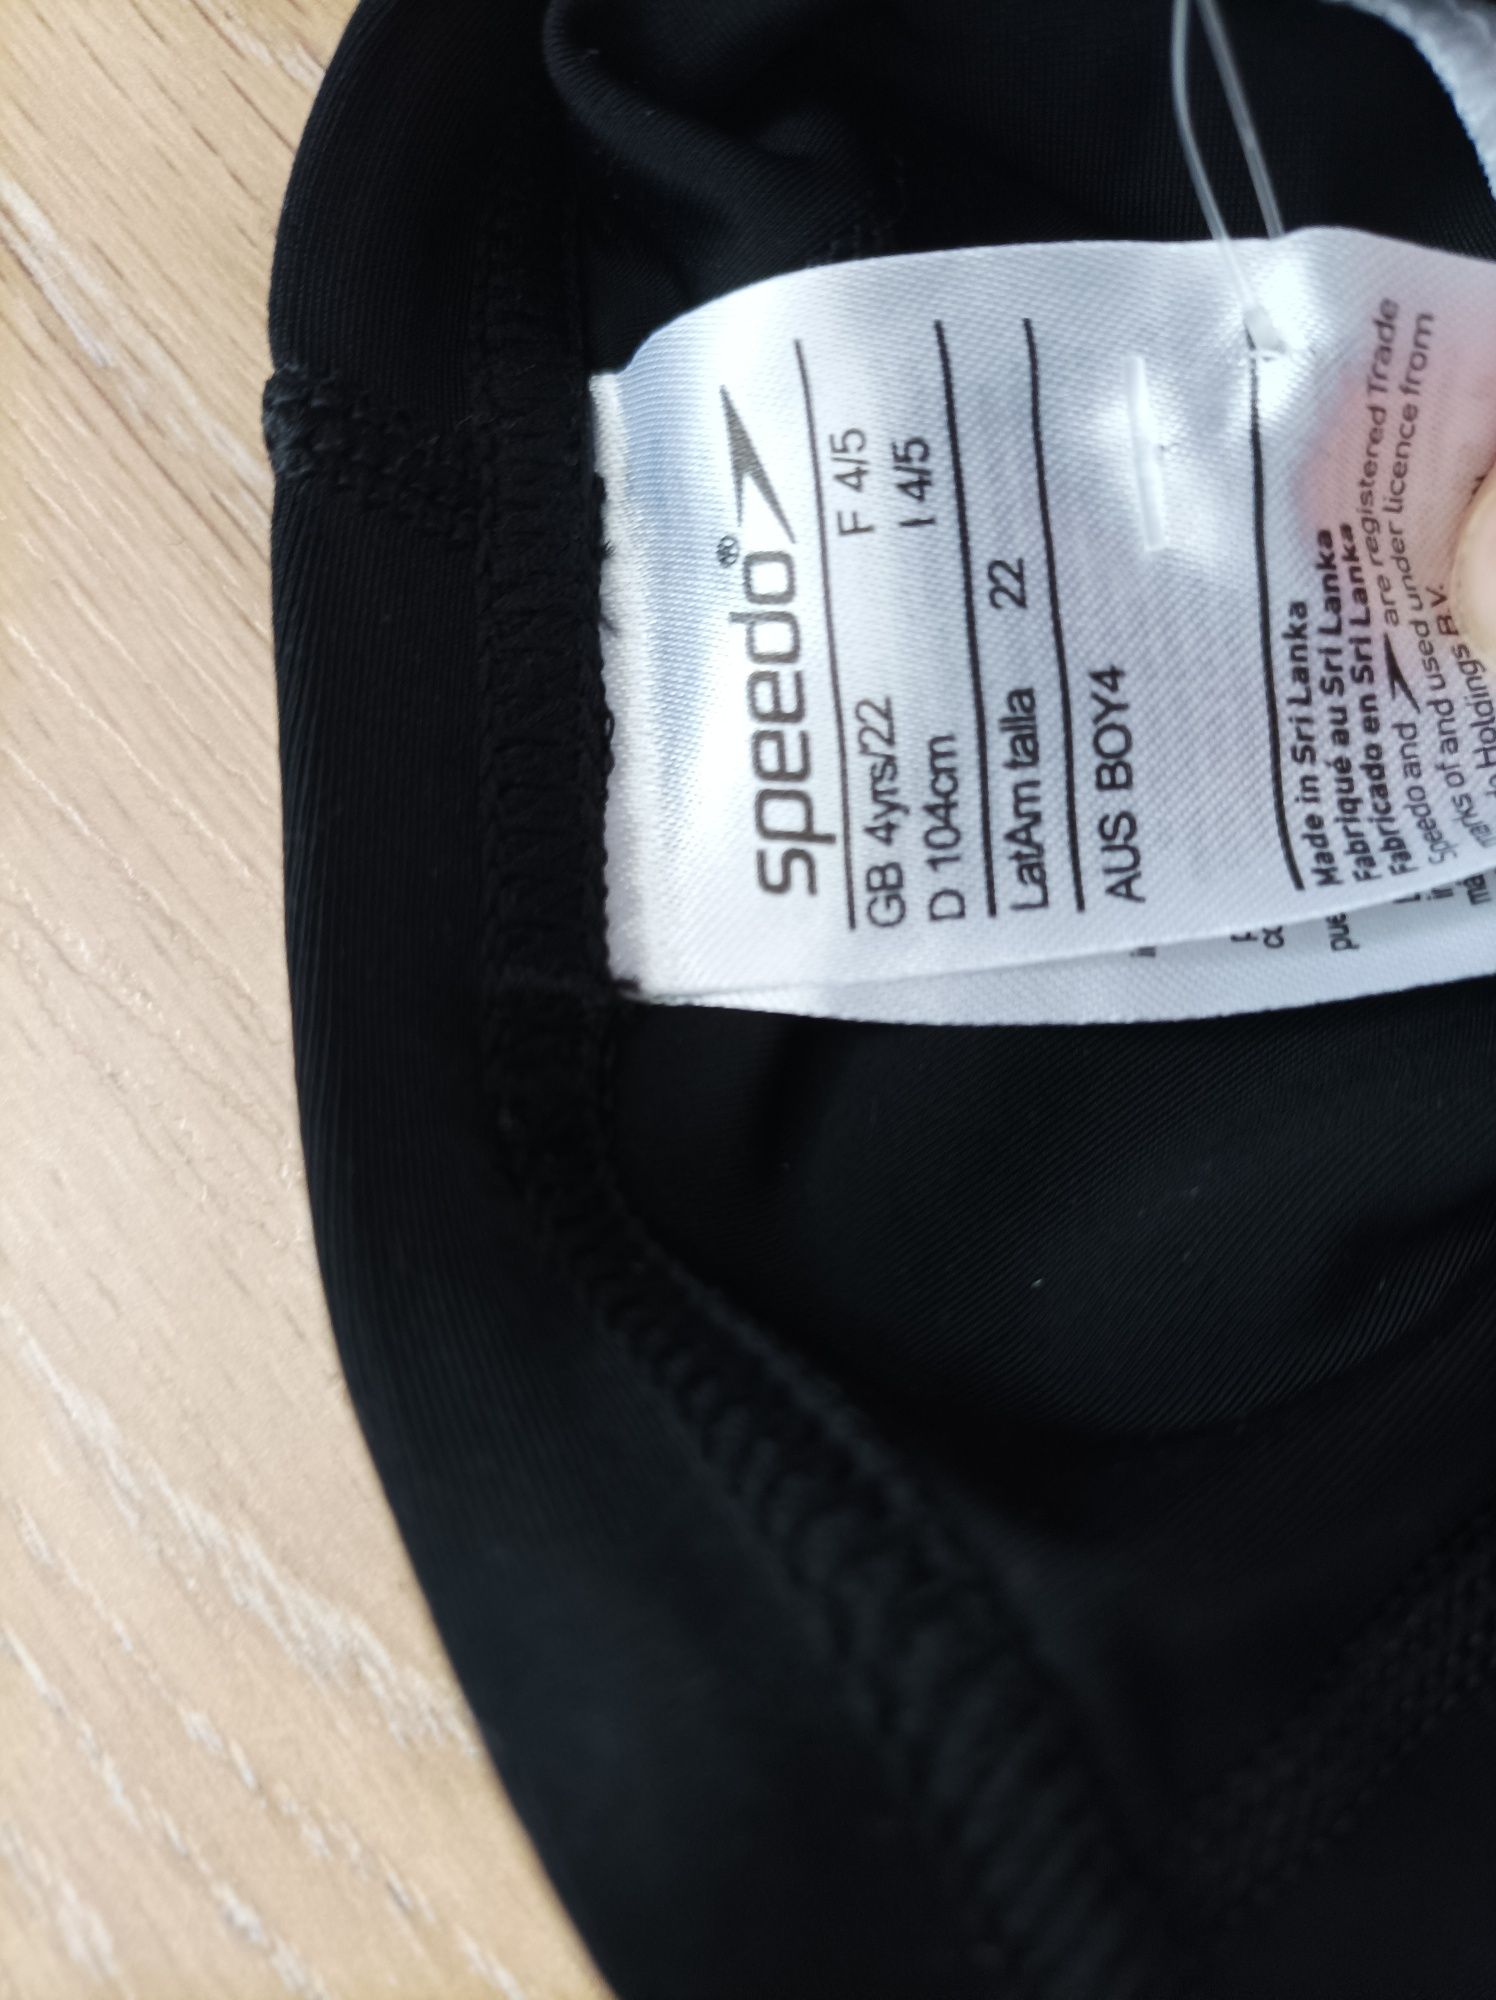 speedo®
GB 4yrs/22 F 4/5
D 104cm I 4/5
LatAm talla 22
AUS BOY4
Made in Sri Lanka
Fabriqué au Sri Lanka
Fabricado en Sri Lanka
Speedo and are registered Trade
marks of and used under licence from
Holdings B.V.